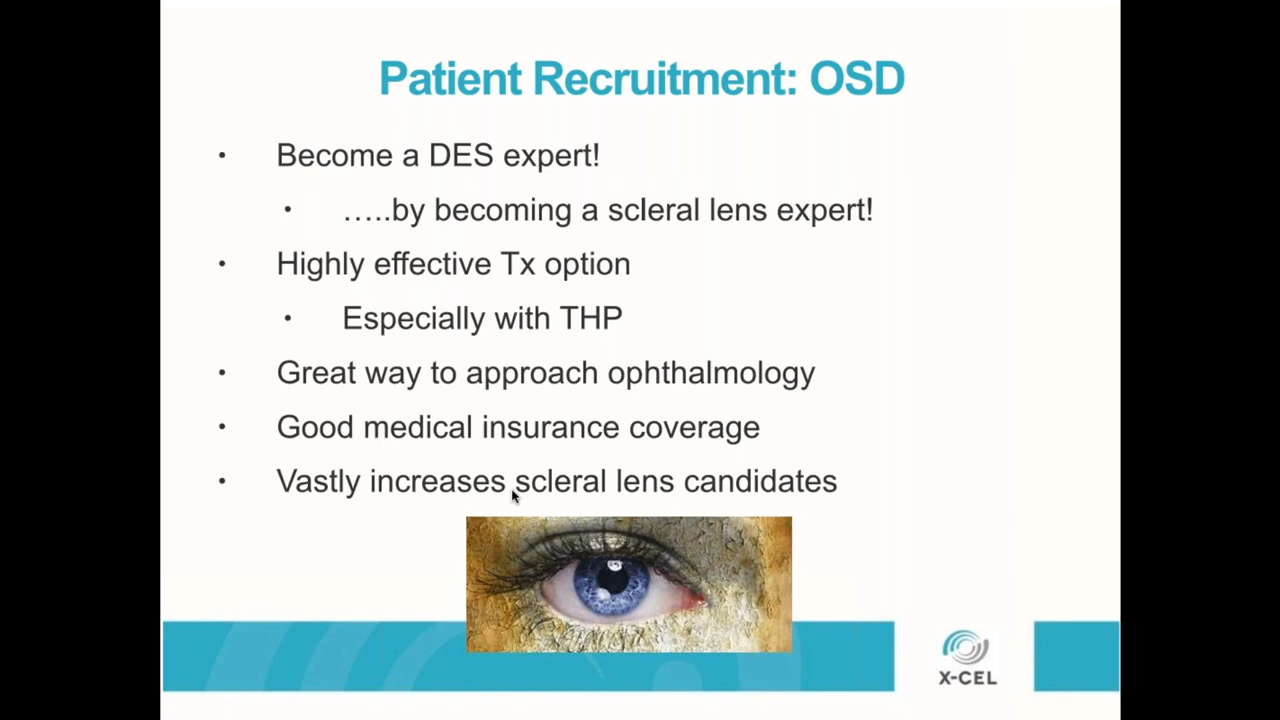 Patient Recruitment: OSD
• Become a DES expert!
• …..by becoming a scleral lens expert!
• Highly effective Tx option
• Especially with THP
• Great way to approach ophthalmology
• Good medical insurance coverage
• Vastly increases scleral lens candidates
X-CEL